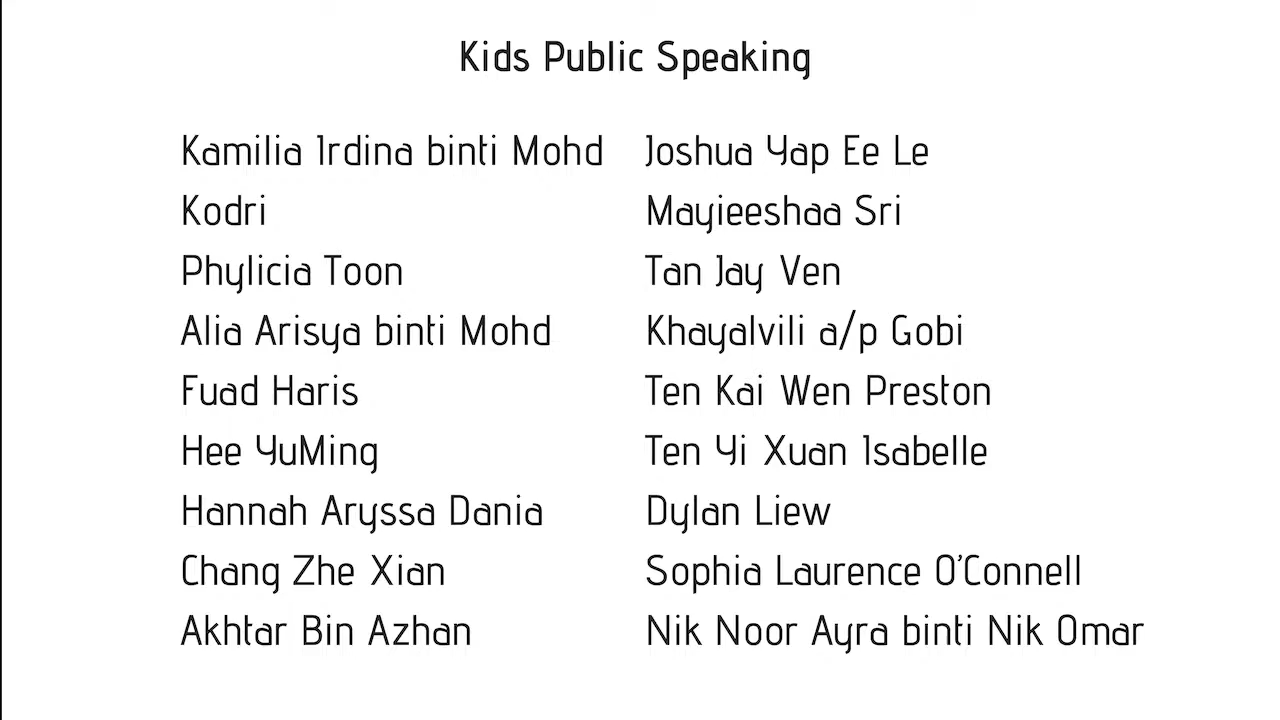 Kids Public Speaking
Kamilia Irdina binti Mohd
Kodri
Phylicia Toon
Alia Arisya binti Mohd
Fuad Haris
Hee YuMing
Hannah Aryssa Dania
Chang Zhe Xian
Akhtar Bin Azhan
Joshua Yap Ee Le
Mayieeshaa Sri
Tan Jay Ven
Khayalvili a/p Gobi
Ten Kai Wen Preston
Ten Yi Xuan Isabelle
Dylan Liew
Sophia Laurence O'Connell
Nik Noor Ayra binti Nik Omar